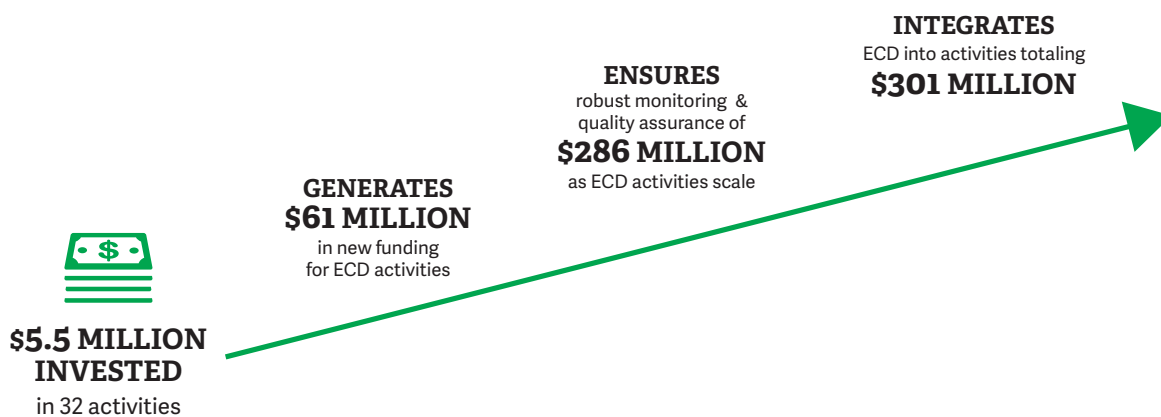 $
$5.5 MILLION
INVESTED
in 32 activities
GENERATES
$61 MILLION
in new funding
for ECD activities
ENSURES
robust monitoring &
quality assurance of
$286 MILLION
as ECD activities scale
INTEGRATES
ECD into activities totaling
$301 MILLION